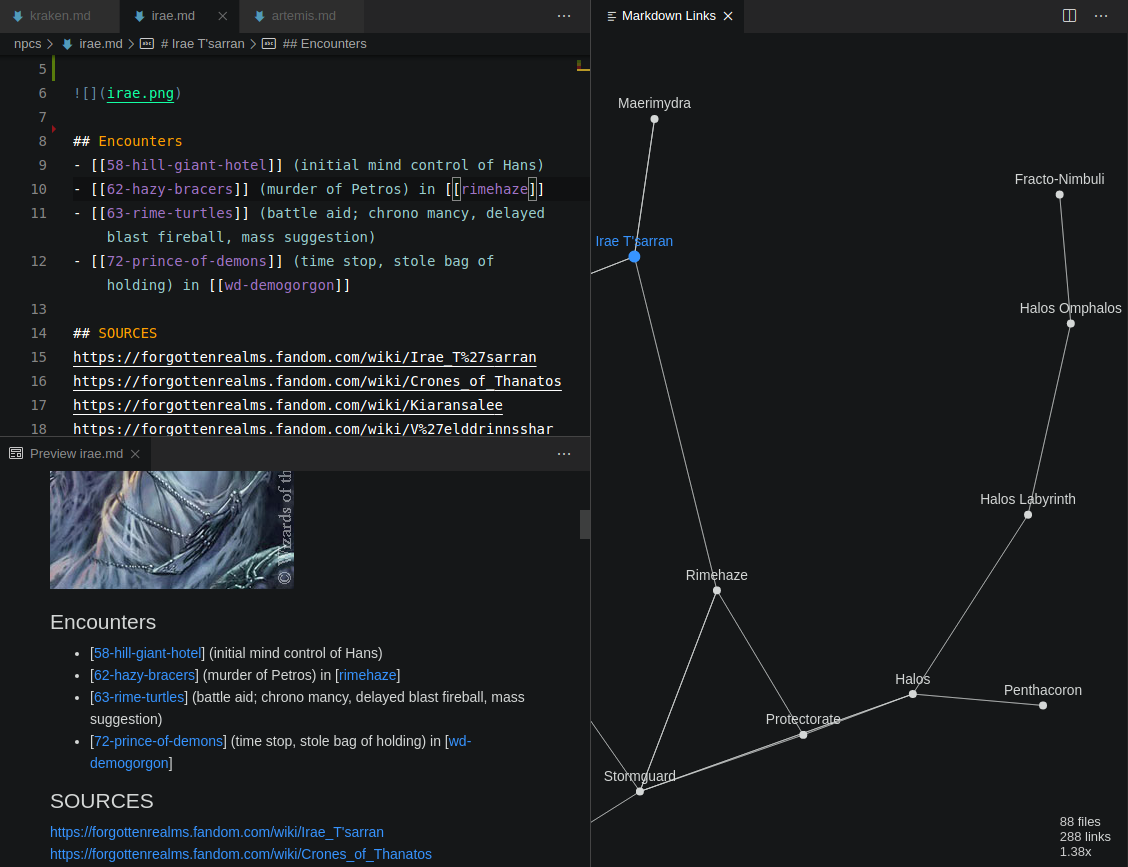 kraken.md
irae.md
artemis.md
npcs > irae.md > # Irae T'sarran > ## Encounters
5
6 ![](irae.png)
7
8 ## Encounters
9 - [[58-hill-giant-hotel]] (initial mind control of Hans)
10 - [[62-hazy-bracers]] (murder of Petros) in [[rimehaze]]
11 - [[63-rime-turtles]] (battle aid; chrono mancy, delayed
blast fireball, mass suggestion)
12 - [[72-prince-of-demons]] (time stop, stole bag of
holding) in [[wd-demogorgon]]
13
14 ## SOURCES
15 https://forgottenrealms.fandom.com/wiki/Irae_T%27sarran
16 https://forgottenrealms.fandom.com/wiki/Crones_of_Thanatos
17 https://forgottenrealms.fandom.com/wiki/Kiaransalee
18 https://forgottenrealms.fandom.com/wiki/V%27elddrinnsshar
Preview irae.md
© Wizards of th
Encounters
• [58-hill-giant-hotel] (initial mind control of Hans)
• [62-hazy-bracers] (murder of Petros) in [rimehaze]
• [63-rime-turtles] (battle aid; chrono mancy, delayed blast fireball, mass
suggestion)
• [72-prince-of-demons] (time stop, stole bag of holding) in [wd-
demogorgon]
SOURCES
https://forgottenrealms.fandom.com/wiki/Irae_T'sarran
https://forgottenrealms.fandom.com/wiki/Crones_of_Thanatos
Markdown Links
Maerimydra
Fracto-Nimbuli
Irae T'sarran
Halos Omphalos
Halos Labyrinth
Rimehaze
Halos
Penthacoron
Protectorate
Stormguard
88 files
288 links
1.38x